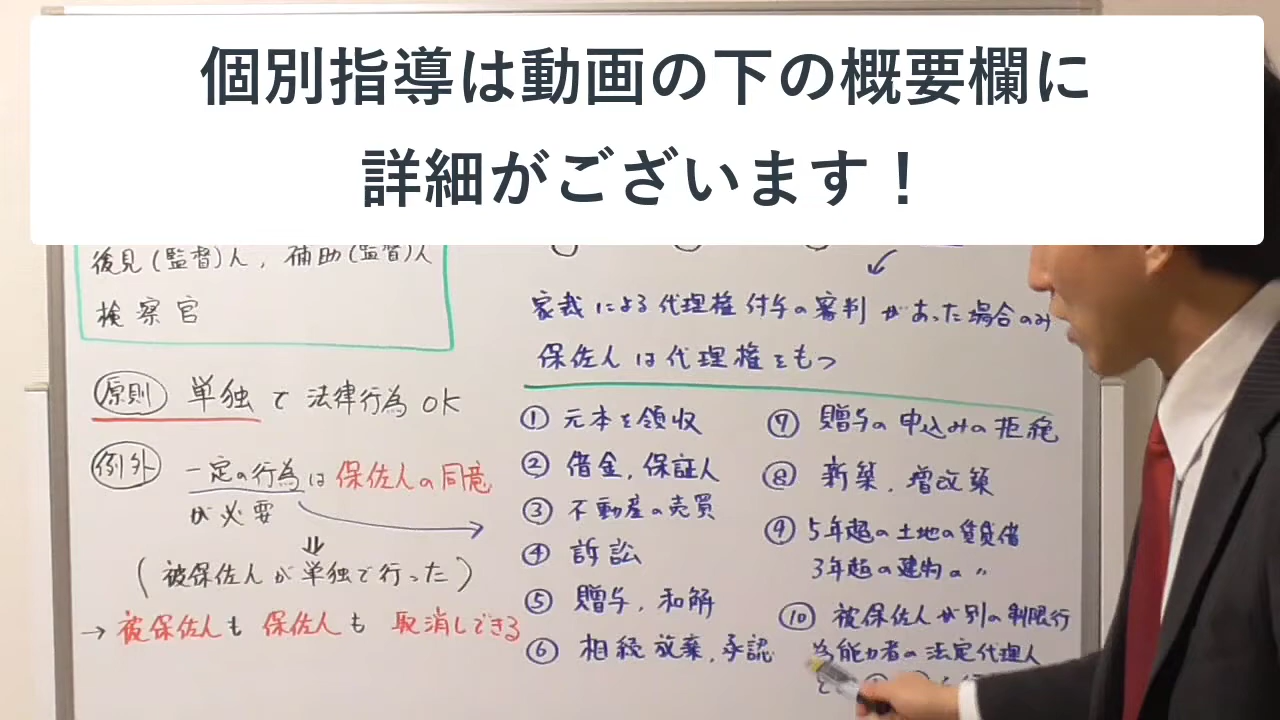 個別指導は動画の下の概要欄に
詳細がございます！
後見(監督)人, 補助(監督)人
検察官
原則 単独で法律行為OK
例外 一定の行為は保佐人の同意
が必要
⇓
(被保佐人が単独で行った)
→ 被保佐人も 保佐人も 取消しできる
家裁による代理権付与の審判があった場合のみ
保佐人は代理権をもつ
① 元本を領収
② 借金, 保証人
③ 不動産の売買
④ 訴訟
⑤ 贈与, 和解
⑥ 相続放棄, 承認
⑦ 贈与の申込みの拒絶
⑧ 新築, 増改築
⑨ 5年超の土地の賃貸借
3年超の建物の 〃
⑩ 被保佐人が別の制限行
為能力者の法定代理人